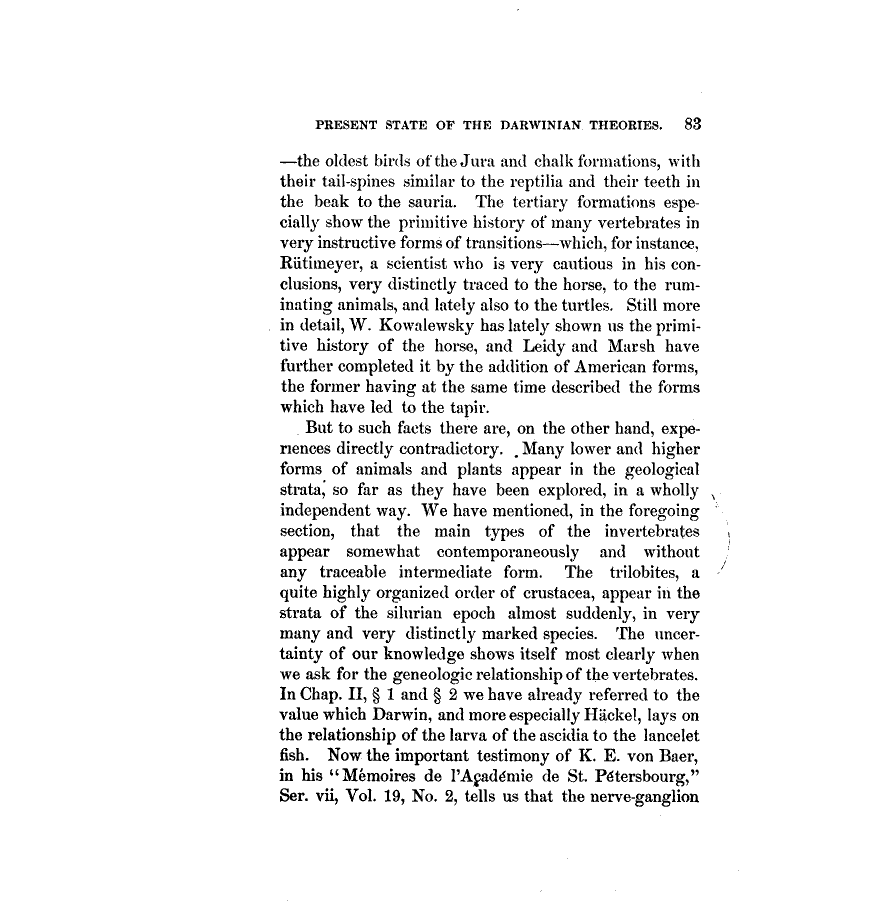 PRESENT STATE OF THE DARWINIAN THEORIES. 83
—the oldest birds of the Jura and chalk formations, with
their tail-spines similar to the reptilia and their teeth in
the beak to the sauria. The tertiary formations espe-
cially show the primitive history of many vertebrates in
very instructive forms of transitions—which, for instance,
Rütimeyer, a scientist who is very cautious in his con-
clusions, very distinctly traced to the horse, to the rum-
inating animals, and lately also to the turtles. Still more
in detail, W. Kowalewsky has lately shown us the primi-
tive history of the horse, and Leidy and Marsh have
further completed it by the addition of American forms,
the former having at the same time described the forms
which have led to the tapir.
But to such facts there are, on the other hand, expe-
riences directly contradictory. Many lower and higher
forms of animals and plants appear in the geological
strata, so far as they have been explored, in a wholly
independent way. We have mentioned, in the foregoing
section, that the main types of the invertebrates
appear somewhat contemporaneously and without
any traceable intermediate form. The trilobites, a
quite highly organized order of crustacea, appear in the
strata of the silurian epoch almost suddenly, in very
many and very distinctly marked species. The uncer-
tainty of our knowledge shows itself most clearly when
we ask for the geneologic relationship of the vertebrates.
In Chap. II, § 1 and § 2 we have already referred to the
value which Darwin, and more especially Häckel, lays on
the relationship of the larva of the ascidia to the lancelet
fish. Now the important testimony of K. E. von Baer,
in his “Mémoires de l’Açadémie de St. Pétersbourg,”
Ser. vii, Vol. 19, No. 2, tells us that the nerve-ganglion